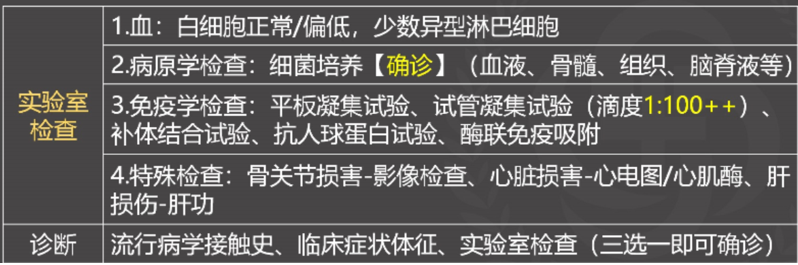 实验室
检查
1.血：白细胞正常/偏低，少数异型淋巴细胞
2.病原学检查：细菌培养【确诊】（血液、骨髓、组织、脑脊液等）
3.免疫学检查：平板凝集试验、试管凝集试验（滴度1:100++）、
补体结合试验、抗人球蛋白试验、酶联免疫吸附
4.特殊检查：骨关节损害-影像检查、心脏损害-心电图/心肌酶、肝
损伤-肝功
诊断
流行病学接触史、临床症状体征、实验室检查（三选一即可确诊）